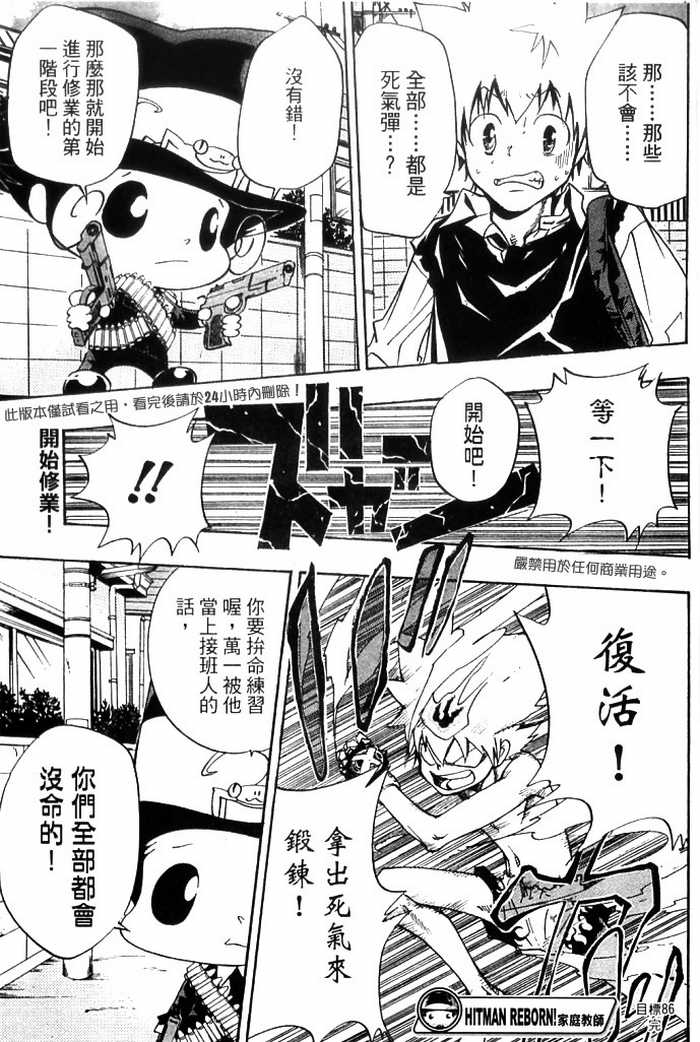 那……那些
該不會……
全部……都是
死氣彈…?
沒有錯！
那麼那就開始
進行修業的第
一階段吧！
此版本僅試看之用，看完後請於24小時內刪除！
等一下！
開始吧！
ズギャン
!!
開始修業！
嚴禁用於任何商業用途。
復活！
拿出死氣來
鍛鍊！
你要拚命練習
喔，萬一被他
當上接班人的
話，
你們全部都會
沒命的！
HITMAN REBORN!家庭教師
目標86
完